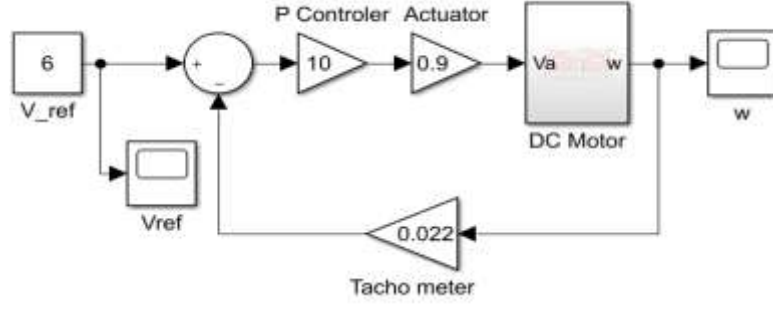 P Controler Actuator
6
+
−
10
0.9
Va
w
V_ref
DC Motor
w
Vref
0.022
Tacho meter